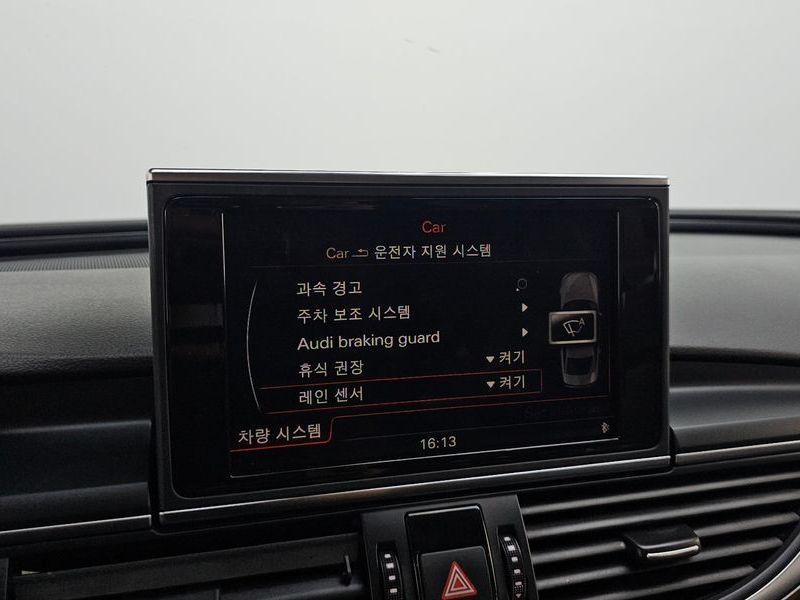 Car
Car 운전자 지원 시스템
과속 경고
주차 보조 시스템
Audi braking guard
휴식 권장 켜기
레인 센서 켜기
A
차량 시스템
16:13